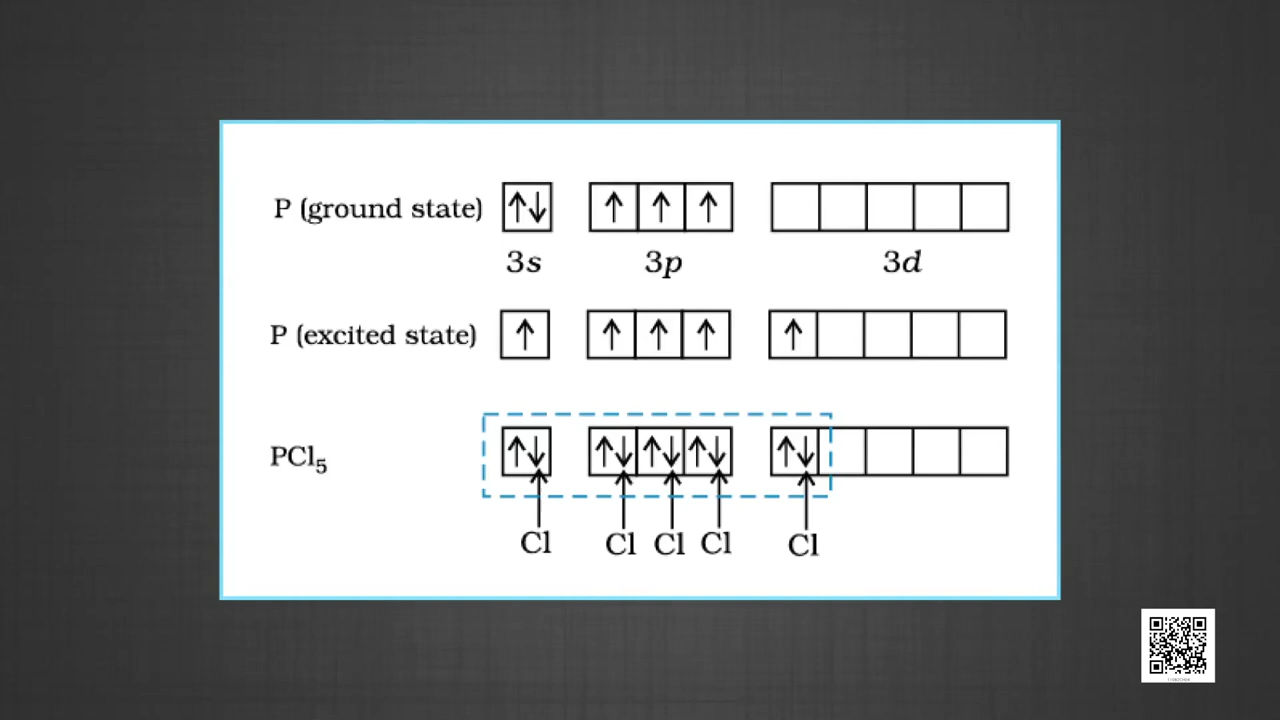 P (ground state)
3s 3p 3d
P (excited state)
PCl₅
Cl Cl Cl Cl Cl